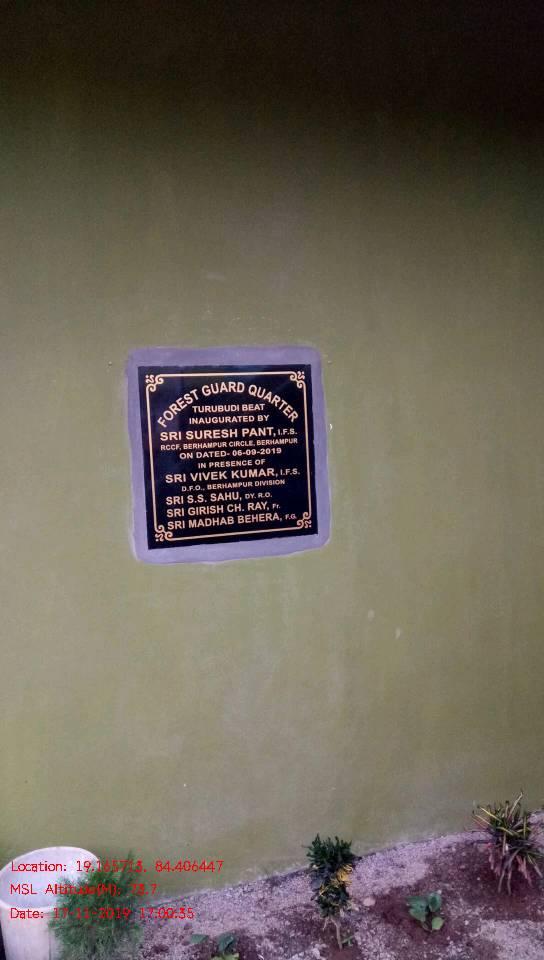 FOREST GUARD QUARTER
TURUBUDI BEAT
INAUGURATED BY
SRI SURESH PANT, I.F.S.
RCCF, BERHAMPUR CIRCLE, BERHAMPUR
ON DATED- 06-09-2019
IN PRESENCE OF
SRI VIVEK KUMAR, I.F.S.
D.F.O., BERHAMPUR DIVISION
SRI S.S. SAHU, DY. R.O.
SRI GIRISH CH. RAY, Fr.
SRI MADHAB BEHERA, F.G.
Location: 19.165713, 84.406447
MSL Altitude(M): 73.7
Date: 17-11-2019 17:00:35